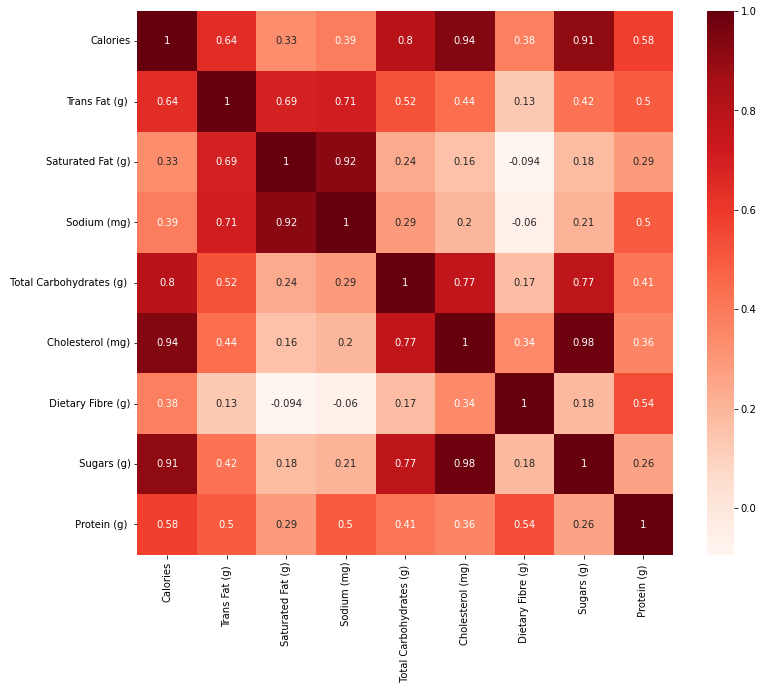 Calories 1 0.64 0.33 0.39 0.8 0.94 0.38 0.91 0.58
Trans Fat (g) 0.64 1 0.69 0.71 0.52 0.44 0.13 0.42 0.5
Saturated Fat (g) 0.33 0.69 1 0.92 0.24 0.16 -0.094 0.18 0.29
Sodium (mg) 0.39 0.71 0.92 1 0.29 0.2 -0.06 0.21 0.5
Total Carbohydrates (g) 0.8 0.52 0.24 0.29 1 0.77 0.17 0.77 0.41
Cholesterol (mg) 0.94 0.44 0.16 0.2 0.77 1 0.34 0.98 0.36
Dietary Fibre (g) 0.38 0.13 -0.094 -0.06 0.17 0.34 1 0.18 0.54
Sugars (g) 0.91 0.42 0.18 0.21 0.77 0.98 0.18 1 0.26
Protein (g) 0.58 0.5 0.29 0.5 0.41 0.36 0.54 0.26 1
Calories
Trans Fat (g)
Saturated Fat (g)
Sodium (mg)
Total Carbohydrates (g)
Cholesterol (mg)
Dietary Fibre (g)
Sugars (g)
Protein (g)
1.0
0.8
0.6
0.4
0.2
0.0